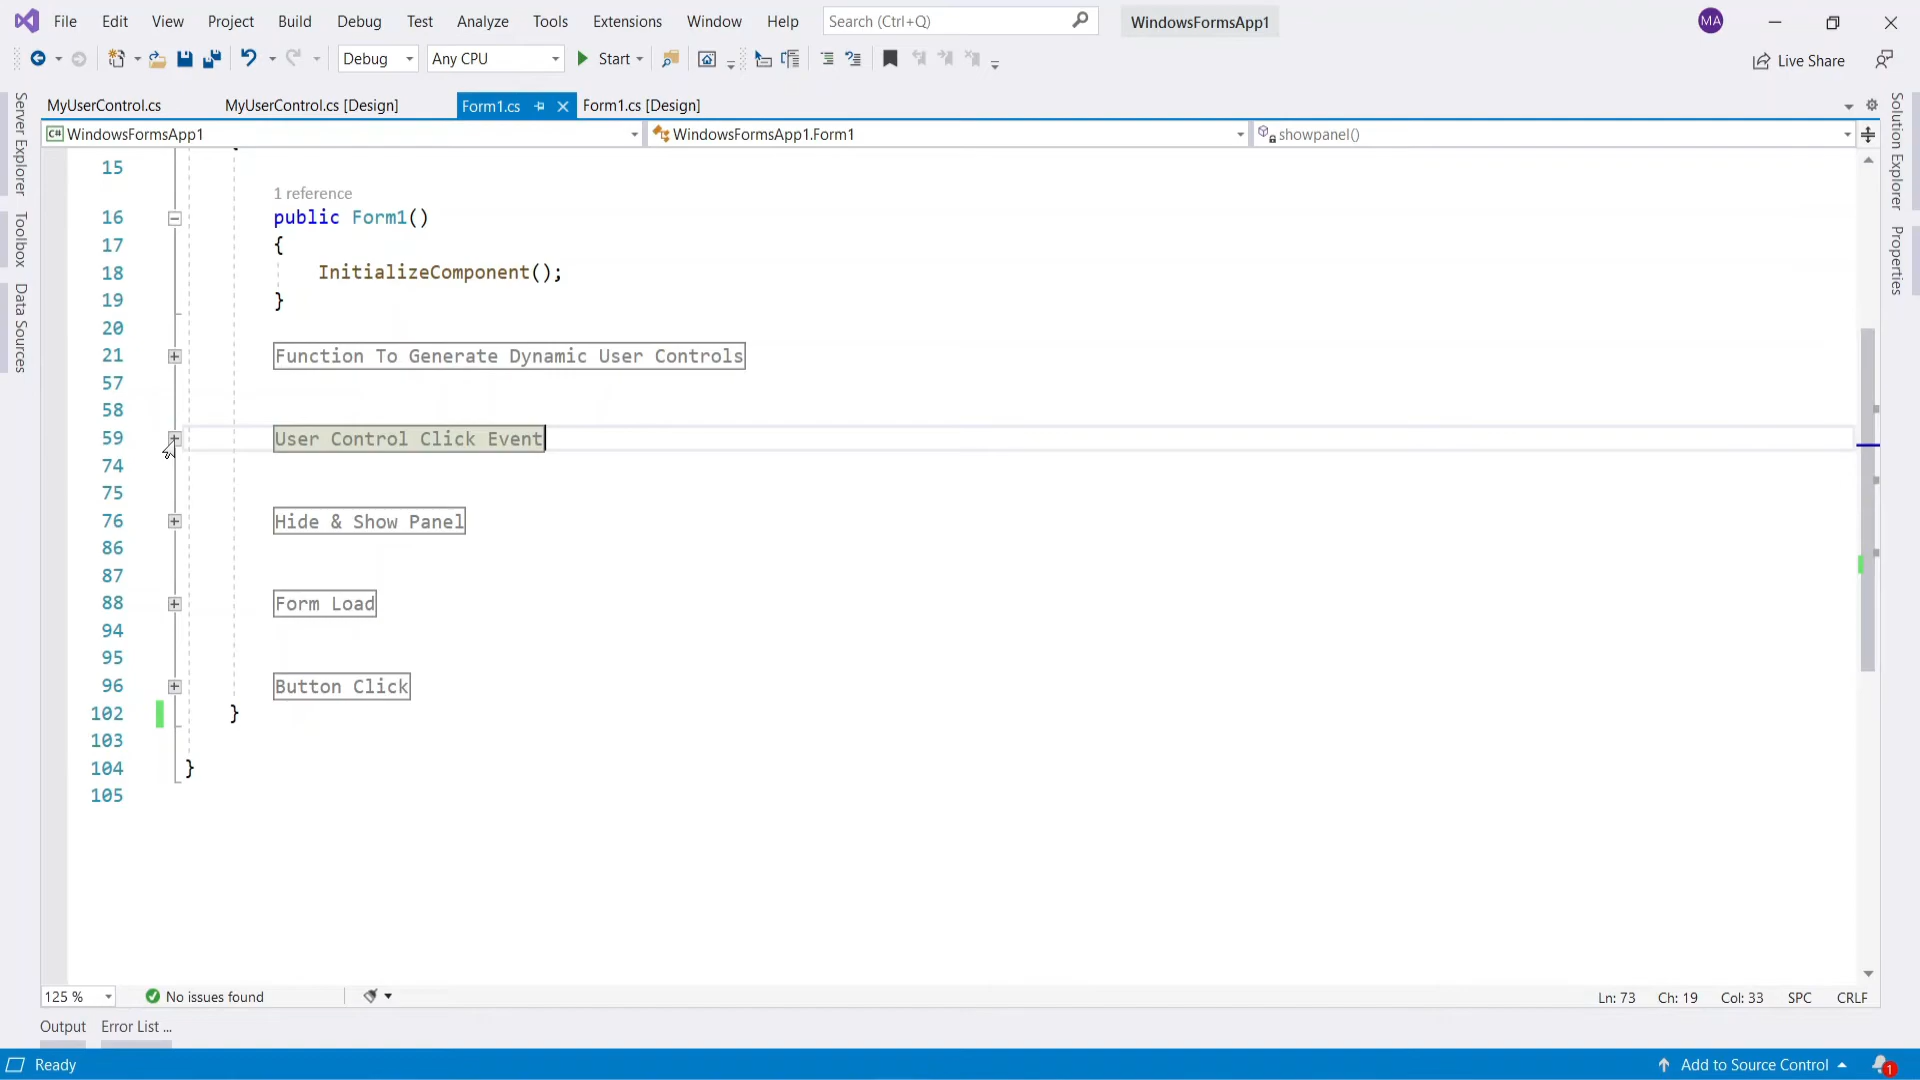 File Edit View Project Build Debug Test Analyze Tools Extensions Window Help Search (Ctrl+Q) WindowsFormsApp1 MA
Debug Any CPU Start Live Share
MyUserControl.cs MyUserControl.cs [Design] Form1.cs Form1.cs [Design]
C# WindowsFormsApp1 WindowsFormsApp1.Form1 showpanel()
Server Explorer
Toolbox
Data Sources
Solution Explorer
Properties
15
1 reference
16 public Form1()
17 {
18 InitializeComponent();
19 }
20
21 Function To Generate Dynamic User Controls
57
58
59 User Control Click Event
74
75
76 Hide & Show Panel
86
87
88 Form Load
94
95
96 Button Click
102 }
103
104 }
105
125 % No issues found Ln: 73 Ch: 19 Col: 33 SPC CRLF
Output Error List ...
Ready Add to Source Control 1